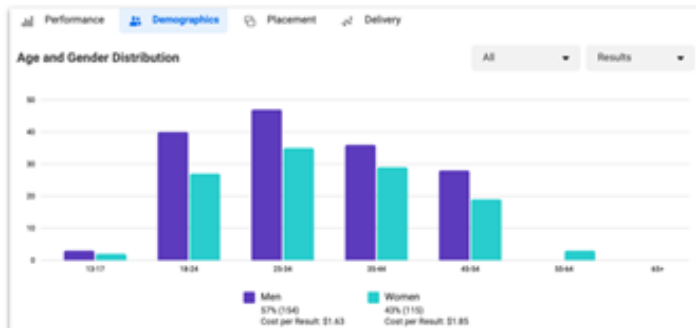 Performance Demographics Placement Delivery
Age and Gender Distribution All Results
50
40
30
20
10
0
13-17 18-24 25-34 35-44 45-54 55-64 65+
Men Women
57% (154) 43% (115)
Cost per Result: $1.63 Cost per Result: $1.85